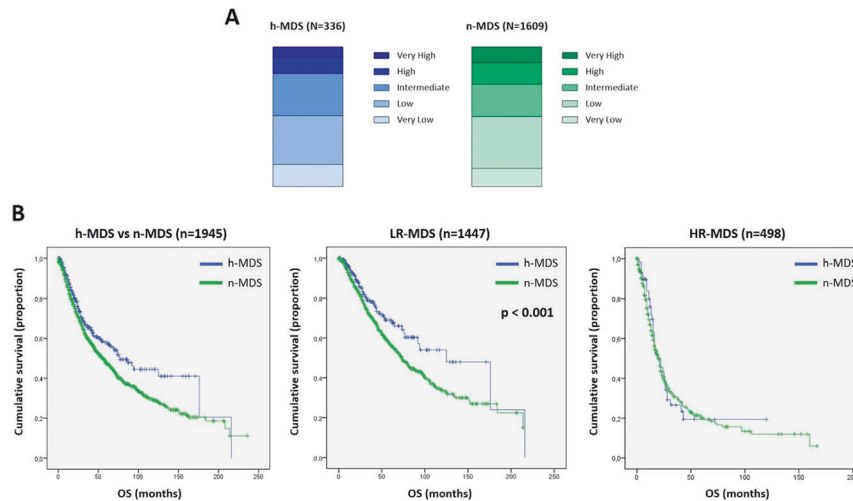 A
h-MDS (N=336)
n-MDS (N=1609)
Very High
High
Intermediate
Low
Very Low
Very High
High
Intermediate
Low
Very Low
B
h-MDS vs n-MDS (n=1945)
LR-MDS (n=1447)
HR-MDS (n=498)
Cumulative survival (proportion)
1,0
0,8
0,6
0,4
0,2
0,0
h-MDS
n-MDS
0 50 100 150 200 250
OS (months)
Cumulative survival (proportion)
1,0
0,8
0,6
0,4
0,2
0,0
h-MDS
n-MDS
p < 0.001
0 50 100 150 200 250
OS (months)
Cumulative survival (proportion)
1,0
0,8
0,6
0,4
0,2
0,0
h-MDS
n-MDS
0 50 100 150 200
OS (months)